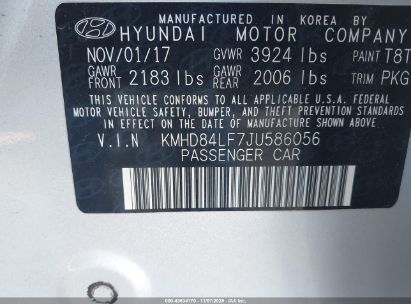 MANUFACTURED IN KOREA BY
HYUNDAI MOTOR COMPANY
NOV/01/17 GVWR 3924 lbs PAINT T8T
GAWR FRONT 2183 lbs GAWR REAR 2006 lbs TRIM PKG
THIS VEHICLE CONFORMS TO ALL APPLICABLE U.S.A. FEDERAL
MOTOR VEHICLE SAFETY, BUMPER, AND THEFT PREVENTION
STANDARDS IN EFFECT ON THE DATE OF MANUFACTURE SHOWN ABOVE.
V.I.N KMHD84LF7JU586056
PASSENGER CAR